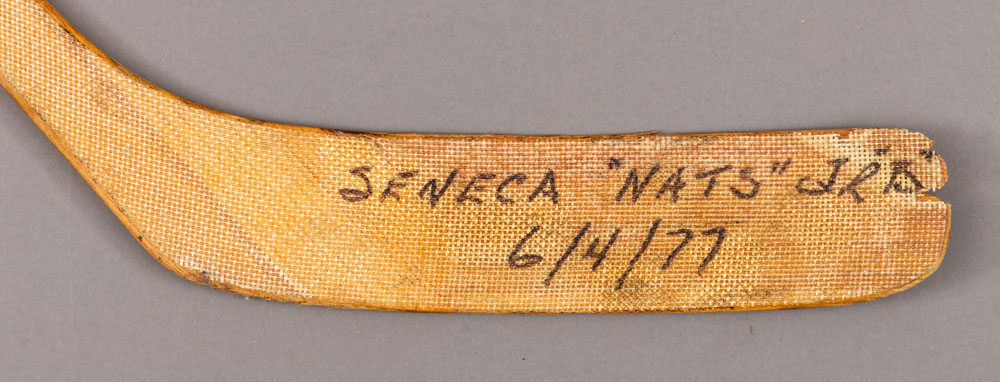 SENECA "NATS" JR "B"
6/4/77